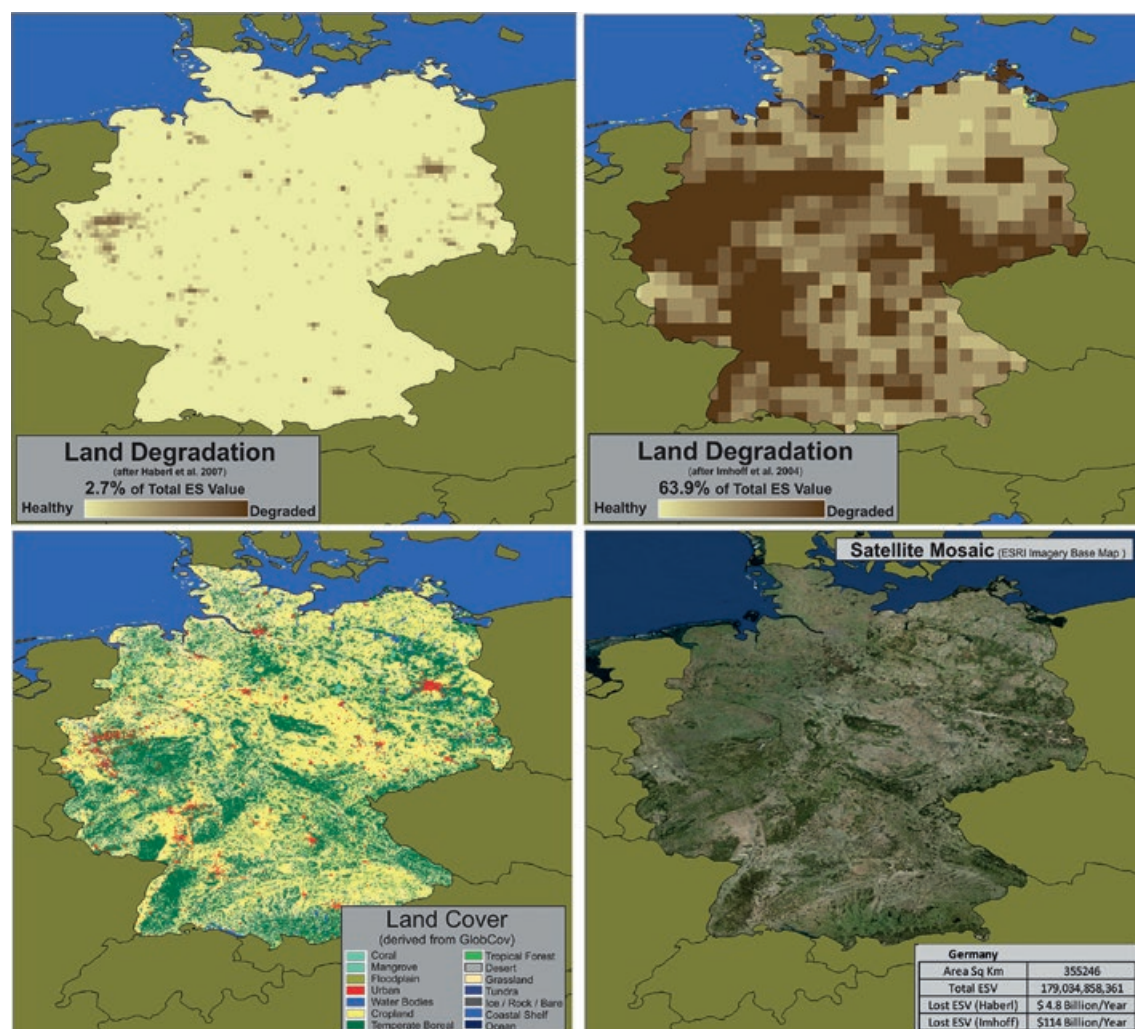 Land Degradation
(after Haberl et al. 2007)
2.7% of Total ES Value
Healthy Degraded
Land Degradation
(after Imhoff et al. 2004)
63.9% of Total ES Value
Healthy Degraded
Land Cover
(derived from GlobCov)
Coral
Mangrove
Floodplain
Urban
Water Bodies
Cropland
Temperate Boreal
Tropical Forest
Desert
Grassland
Tundra
Ice / Rock / Bare
Coastal Shelf
Ocean
Satellite Mosaic (ESRI Imagery Base Map )
Germany
Area Sq Km 355246
Total ESV 179,034,858,361
Lost ESV (Haberl) $ 4.8 Billion/Year
Lost ESV (Imhoff) $114 Billion/Year